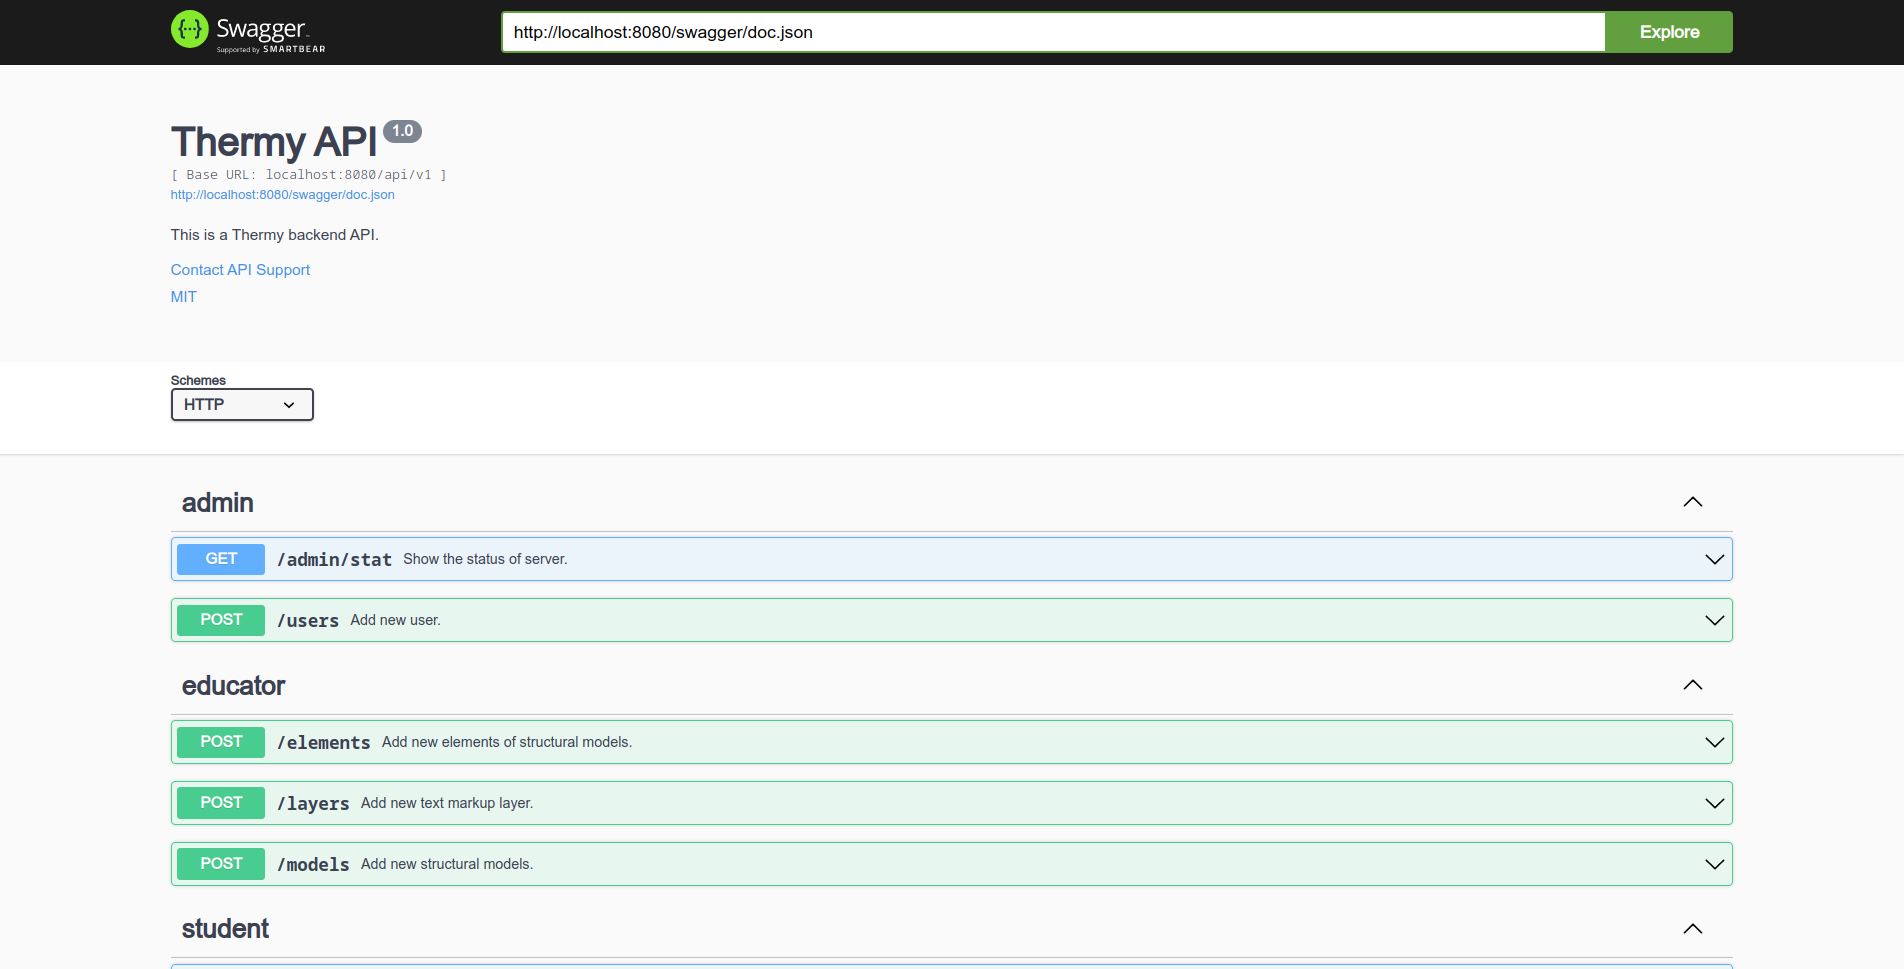 Swagger
Supported by SMARTBEAR
http://localhost:8080/swagger/doc.json
Explore
Thermy API 1.0
[ Base URL: localhost:8080/api/v1 ]
http://localhost:8080/swagger/doc.json
This is a Thermy backend API.
Contact API Support
MIT
Schemes
HTTP
admin
GET /admin/stat Show the status of server.
POST /users Add new user.
educator
POST /elements Add new elements of structural models.
POST /layers Add new text markup layer.
POST /models Add new structural models.
student